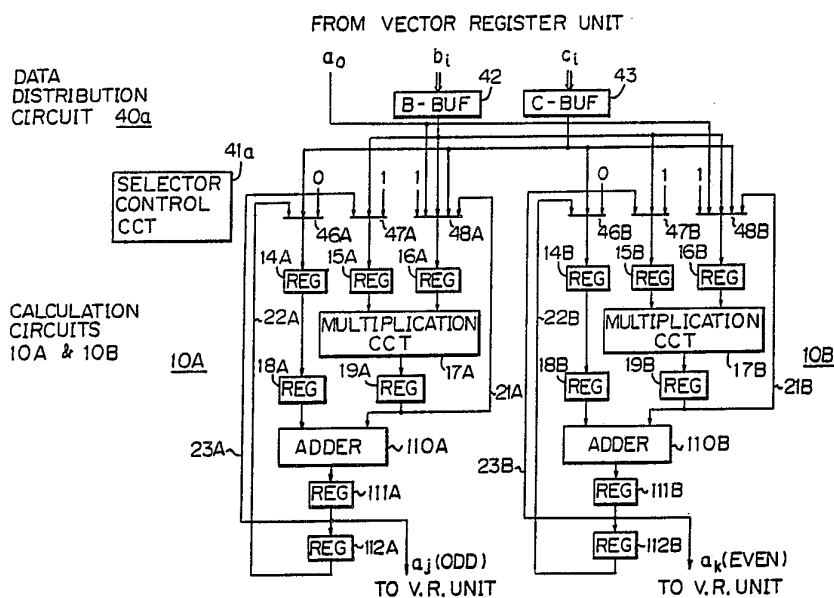 FROM VECTOR REGISTER UNIT
a₀ bᵢ cᵢ
DATA
DISTRIBUTION
CIRCUIT 40a
B-BUF 42
C-BUF 43
41a
SELECTOR
CONTROL
CCT
0 1 1 0 1 1
46A 47A 48A 46B 47B 48B
14A 15A 16A 14B 15B 16B
REG REG REG REG REG REG
CALCULATION
CIRCUITS
10A & 10B
22A 22B
MULTIPLICATION
CCT
MULTIPLICATION
CCT
10A 10B
18A 19A 17A 21A 18B 19B 17B 21B
REG REG REG REG
23A ADDER 110A 23B ADDER 110B
REG 111A REG 111B
REG 112A REG 112B
aⱼ(ODD)
TO V.R. UNIT
aₖ(EVEN)
TO V.R. UNIT